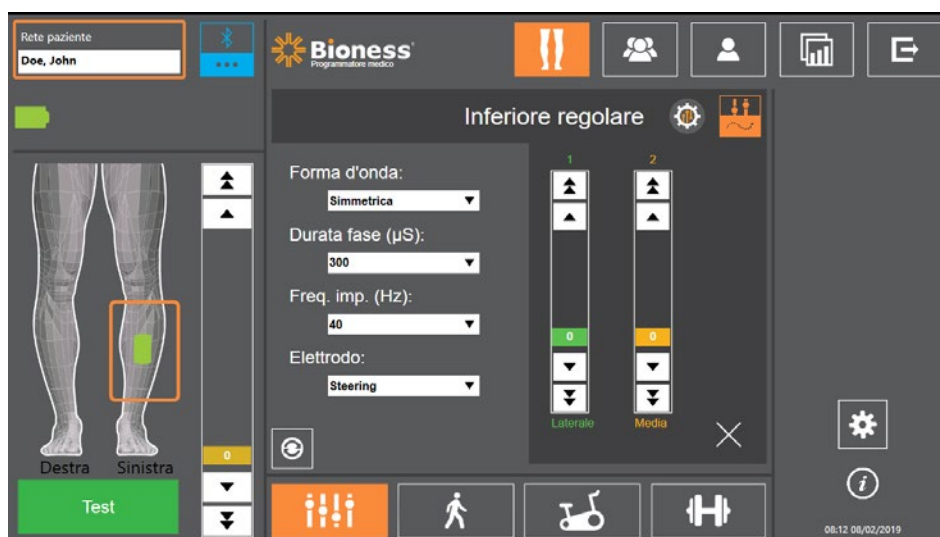 Rete paziente
Doe, John
Bioness
Programmatore medico
Inferiore regolare
Forma d'onda:
Simmetrica
Durata fase (µS):
300
Freq. imp. (Hz):
40
Elettrodo:
Steering
1
2
0
0
Laterale
Media
Destra
Sinistra
0
Test
i
08:12 08/02/2019